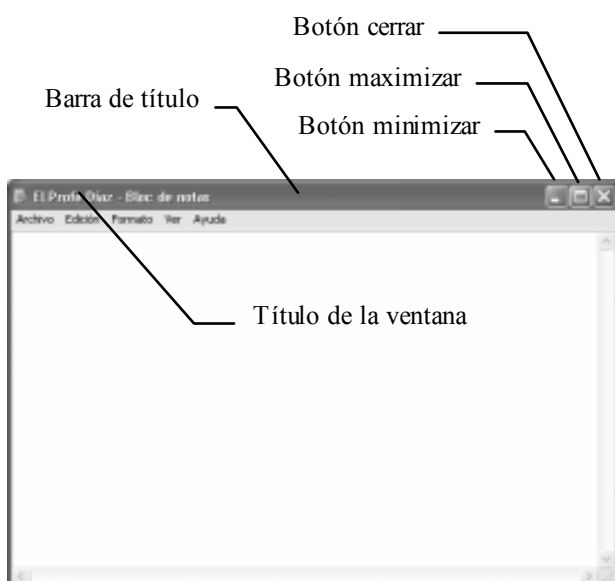 Botón cerrar
Botón maximizar
Barra de título
Botón minimizar
El Profe Díaz - Bloc de notas
Archivo Edición Formato Ver Ayuda
Título de la ventana